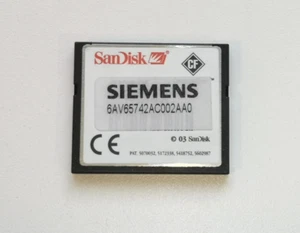 SanDisk
CF
SIEMENS
6AV65742AC002AA0
CE
© 03 SanDisk